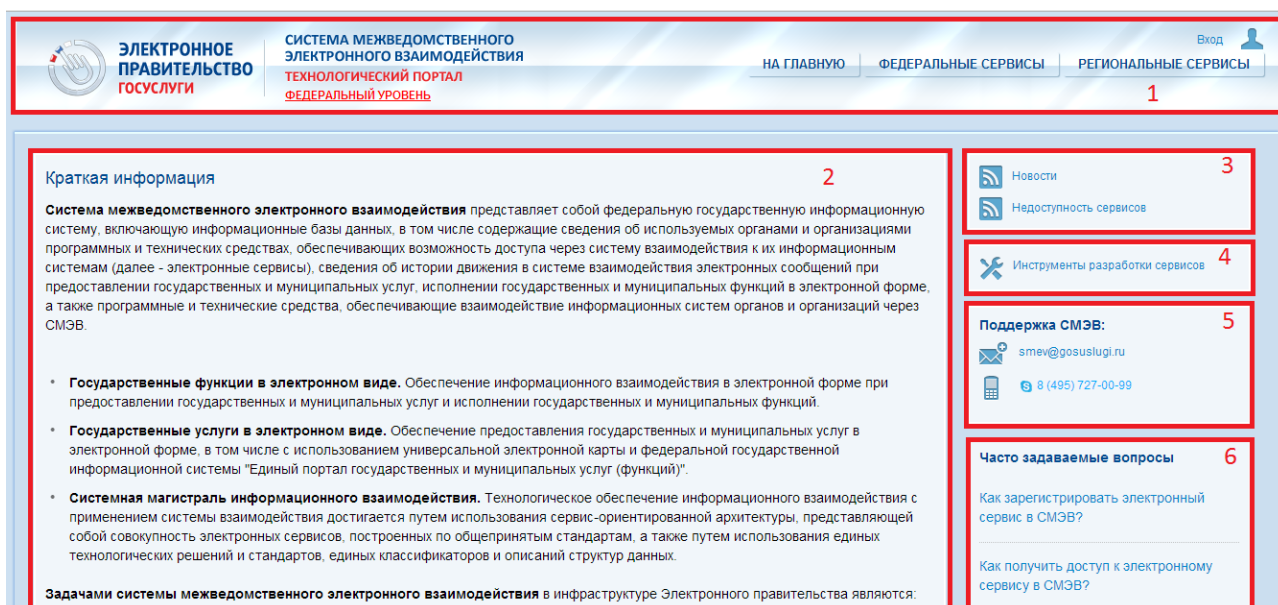 ЭЛЕКТРОННОЕ
ПРАВИТЕЛЬСТВО
ГОСУСЛУГИ
СИСТЕМА МЕЖВЕДОМСТВЕННОГО
ЭЛЕКТРОННОГО ВЗАИМОДЕЙСТВИЯ
ТЕХНОЛОГИЧЕСКИЙ ПОРТАЛ
ФЕДЕРАЛЬНЫЙ УРОВЕНЬ
Вход
НА ГЛАВНУЮ ФЕДЕРАЛЬНЫЕ СЕРВИСЫ РЕГИОНАЛЬНЫЕ СЕРВИСЫ
1
Краткая информация
2
Система межведомственного электронного взаимодействия представляет собой федеральную государственную информационную
систему, включающую информационные базы данных, в том числе содержащие сведения об используемых органами и организациями
программных и технических средствах, обеспечивающих возможность доступа через систему взаимодействия к их информационным
системам (далее - электронные сервисы), сведения об истории движения в системе взаимодействия электронных сообщений при
предоставлении государственных и муниципальных услуг, исполнении государственных и муниципальных функций в электронной форме,
а также программные и технические средства, обеспечивающие взаимодействие информационных систем органов и организаций через
СМЭВ.
• Государственные функции в электронном виде. Обеспечение информационного взаимодействия в электронной форме при
предоставлении государственных и муниципальных услуг и исполнении государственных и муниципальных функций.
• Государственные услуги в электронном виде. Обеспечение предоставления государственных и муниципальных услуг в
электронной форме, в том числе с использованием универсальной электронной карты и федеральной государственной
информационной системы "Единый портал государственных и муниципальных услуг (функций)".
• Системная магистраль информационного взаимодействия. Технологическое обеспечение информационного взаимодействия с
применением системы взаимодействия достигается путем использования сервис-ориентированной архитектуры, представляющей
собой совокупность электронных сервисов, построенных по общепринятым стандартам, а также путем использования единых
технологических решений и стандартов, единых классификаторов и описаний структур данных.
Задачами системы межведомственного электронного взаимодействия в инфраструктуре Электронного правительства являются:
3
Новости
Недоступность сервисов
Инструменты разработки сервисов 4
Поддержка СМЭВ: 5
smev@gosuslugi.ru
8 (495) 727-00-99
Часто задаваемые вопросы 6
Как зарегистрировать электронный
сервис в СМЭВ?
Как получить доступ к электронному
сервису в СМЭВ?